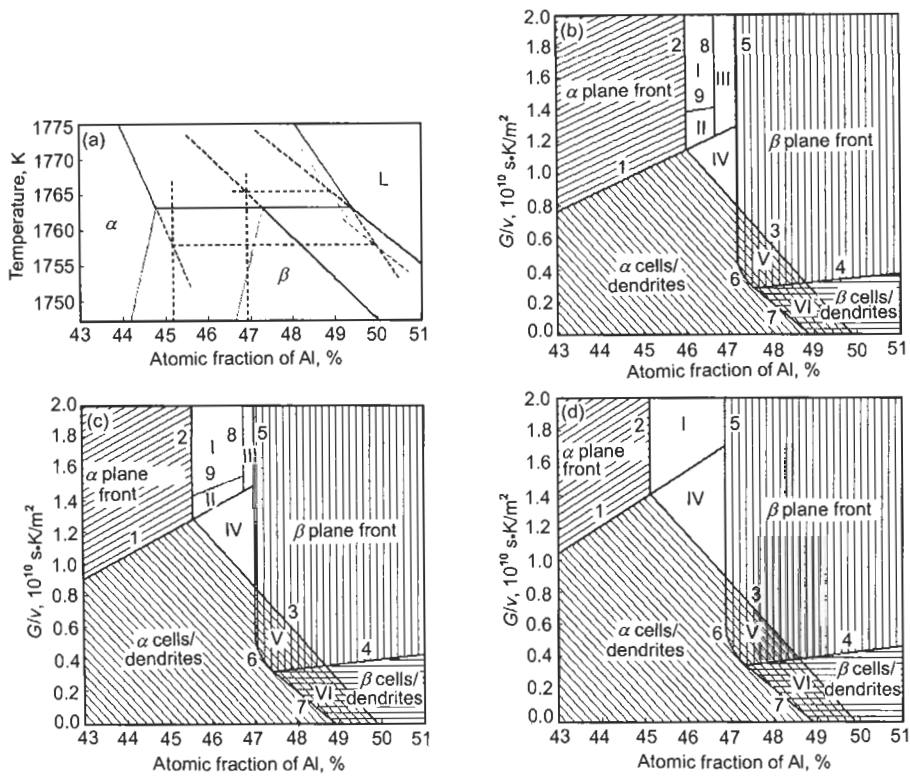 (a)
Temperature, K
1775
1770
1765
1760
1755
1750
α
β
L
43 44 45 46 47 48 49 50 51
Atomic fraction of Al, %
(b)
G/v, 10¹⁰ s•K/m²
2.0
1.8
1.6
1.4
1.2
1.0
0.8
0.6
0.4
0.2
0.0
2 8 5
I
III
9
II
α plane front
1
IV
β plane front
3
V
4
α cells/
dendrites
6
VI
β cells/
dendrites
7
43 44 45 46 47 48 49 50 51
Atomic fraction of Al, %
(c)
G/v, 10¹⁰ s•K/m²
2.0
1.8
1.6
1.4
1.2
1.0
0.8
0.6
0.4
0.2
0.0
2 8 5
I
III
9
II
α plane
front
1
IV
β plane front
3
V
4
α cells/
dendrites
6
VI
β cells/
dendrites
7
43 44 45 46 47 48 49 50 51
Atomic fraction of Al, %
(d)
G/v, 10¹⁰ s•K/m²
2.0
1.8
1.6
1.4
1.2
1.0
0.8
0.6
0.4
0.2
0.0
2 I 5
α plane
front
1
IV
β plane front
3
V
4
α cells/
dendrites
6
VI
β cells/
dendrites
7
43 44 45 46 47 48 49 50 51
Atomic fraction of Al, %